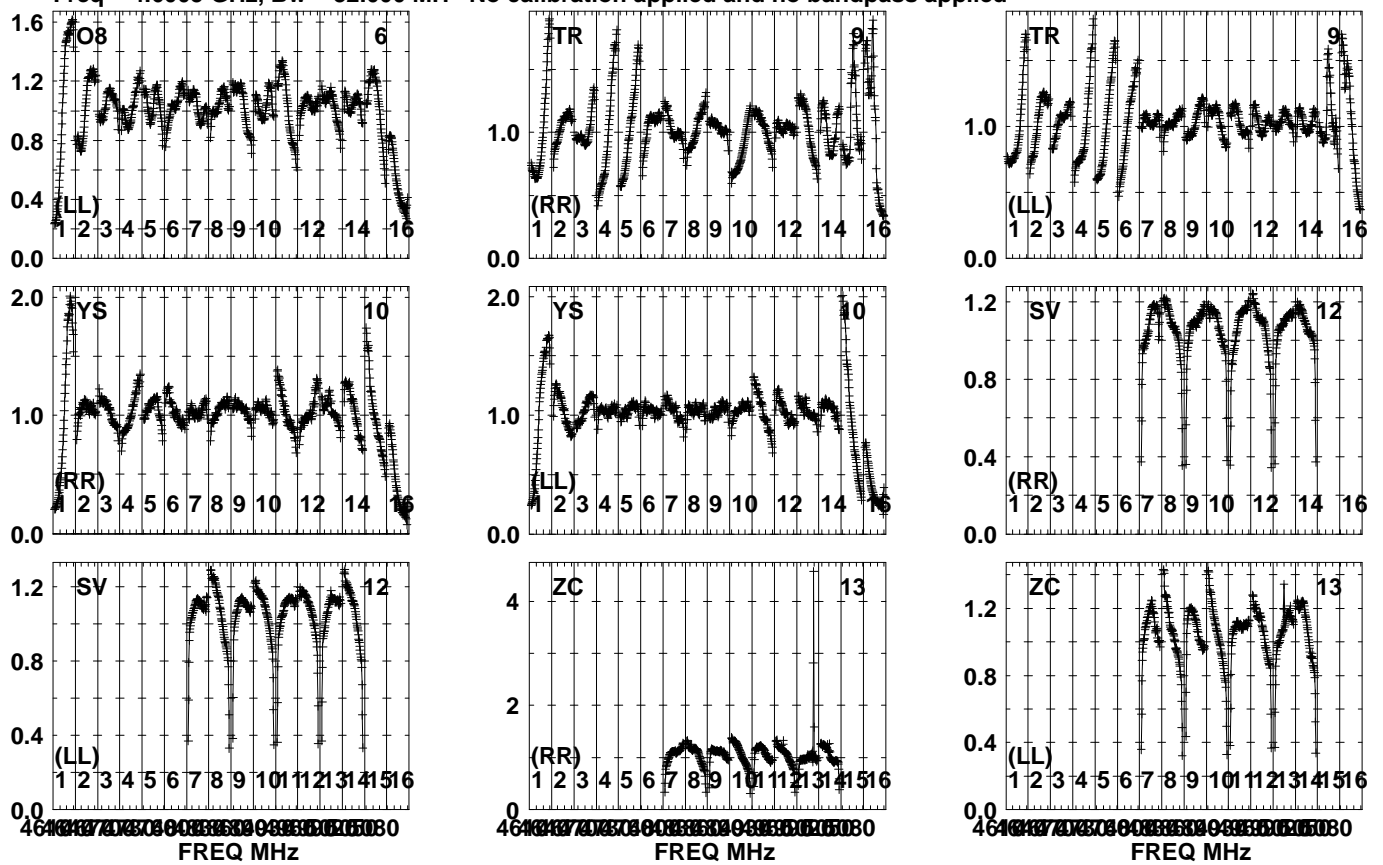 No calibration applied and no bandpass applied
1.6 O8 6
1.2
0.8
0.4 (LL)
1 2 3 4 5 6 7 8 9 10 12 14 16
0.0
TR 9
1.0
(RR)
1 2 3 4 5 6 7 8 9 10 12 14 16
0.0
TR 9
1.0
(LL)
1 2 3 4 5 6 7 8 9 10 12 14 16
0.0
2.0 YS 10
1.0
(RR)
1 2 3 4 5 6 7 8 9 10 12 14 16
0.0
2.0 YS 10
1.0
(LL)
1 2 3 4 5 6 7 8 9 10 12 14 16
0.0
1.2 SV 12
0.8
0.4 (RR)
1 2 3 4 5 6 7 8 9 10 12 14 16
0.0
1.2 SV 12
0.8
0.4 (LL)
1 2 3 4 5 6 7 8 9 10 11 12 13 14 15 16
0.0
FREQ MHz
4 ZC 13
2
(RR)
1 2 3 4 5 6 7 8 9 10 11 12 13 14 15 16
0
FREQ MHz
ZC 13
1.2
0.8
0.4 (LL)
1 2 3 4 5 6 7 8 9 10 11 12 13 14 15 16
0.0
FREQ MHz